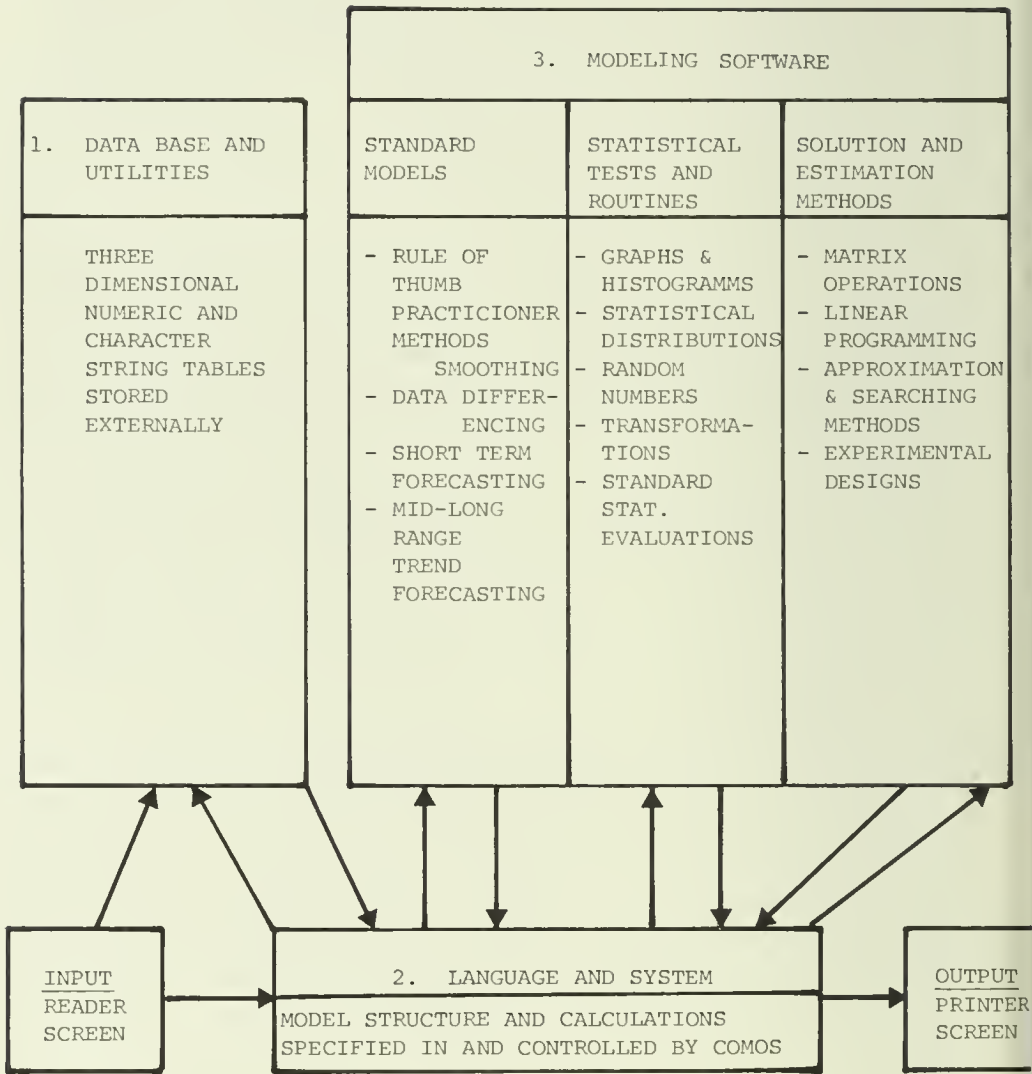 3. MODELING SOFTWARE
1. DATA BASE AND
UTILITIES
THREE
DIMENSIONAL
NUMERIC AND
CHARACTER
STRING TABLES
STORED
EXTERNALLY
STANDARD
MODELS
- RULE OF
THUMB
PRACTICIONER
METHODS
SMOOTHING
- DATA DIFFER-
ENCING
- SHORT TERM
FORECASTING
- MID-LONG
RANGE
TREND
FORECASTING
STATISTICAL
TESTS AND
ROUTINES
- GRAPHS &
HISTOGRAMMS
- STATISTICAL
DISTRIBUTIONS
- RANDOM
NUMBERS
- TRANSFORMA-
TIONS
- STANDARD
STAT.
EVALUATIONS
SOLUTION AND
ESTIMATION
METHODS
- MATRIX
OPERATIONS
- LINEAR
PROGRAMMING
- APPROXIMATION
& SEARCHING
METHODS
- EXPERIMENTAL
DESIGNS
INPUT
READER
SCREEN
2. LANGUAGE AND SYSTEM
MODEL STRUCTURE AND CALCULATIONS
SPECIFIED IN AND CONTROLLED BY COMOS
OUTPUT
PRINTER
SCREEN